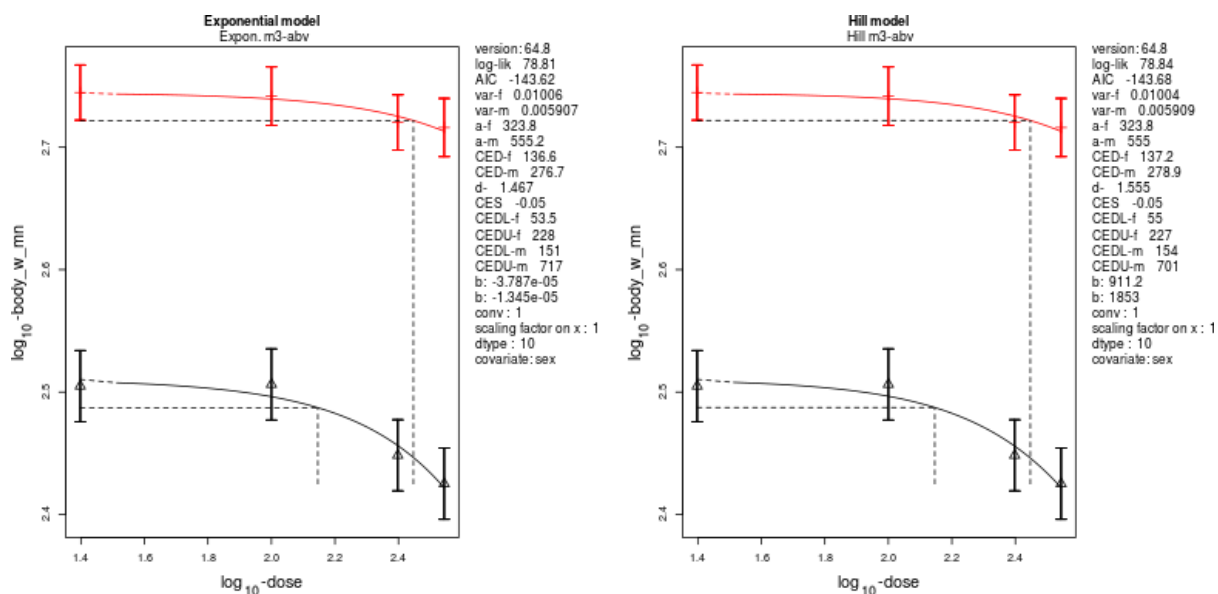 Exponential model
Expon. m3-abv
log10-body_w_mn
2.7
2.6
2.5
2.4
1.4 1.6 1.8 2.0 2.2 2.4
log10-dose
version: 64.8
log-lik 78.81
AIC -143.62
var-f 0.01006
var-m 0.005907
a-f 323.8
a-m 555.2
CED-f 136.6
CED-m 276.7
d- 1.467
CES -0.05
CEDL-f 53.5
CEDU-f 228
CEDL-m 151
CEDU-m 717
b: -3.787e-05
b: -1.345e-05
conv : 1
scaling factor on x : 1
dtype : 10
covariate: sex
Hill model
Hill m3-abv
log10-body_w_mn
2.7
2.6
2.5
2.4
1.4 1.6 1.8 2.0 2.2 2.4
log10-dose
version: 64.8
log-lik 78.84
AIC -143.68
var-f 0.01004
var-m 0.005909
a-f 323.8
a-m 555
CED-f 137.2
CED-m 278.9
d- 1.555
CES -0.05
CEDL-f 55
CEDU-f 227
CEDL-m 154
CEDU-m 701
b: 911.2
b: 1853
conv : 1
scaling factor on x : 1
dtype : 10
covariate: sex